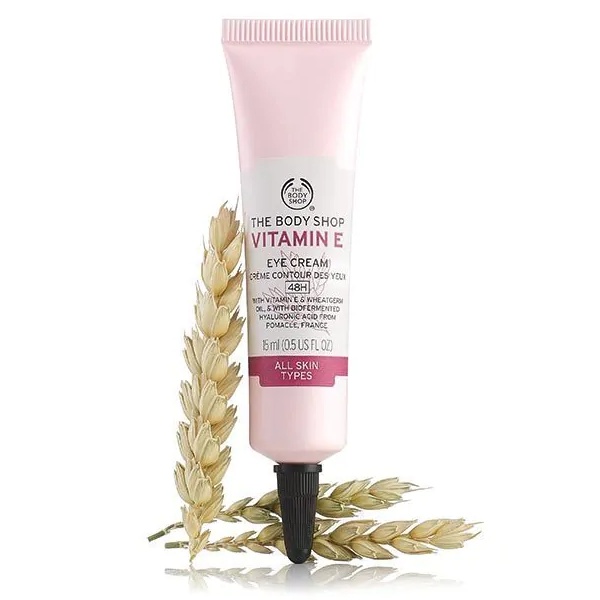 THE
BODY
SHOP
®
THE BODY SHOP
VITAMIN E
EYE CREAM
CRÈME CONTOUR DES YEUX
48H
WITH VITAMIN E & WHEATGERM
OIL, & WITH BIOFERMENTED
HYALURONIC ACID FROM
POMACLE, FRANCE
15 ml (0.5 US FL OZ)
ALL SKIN
TYPES